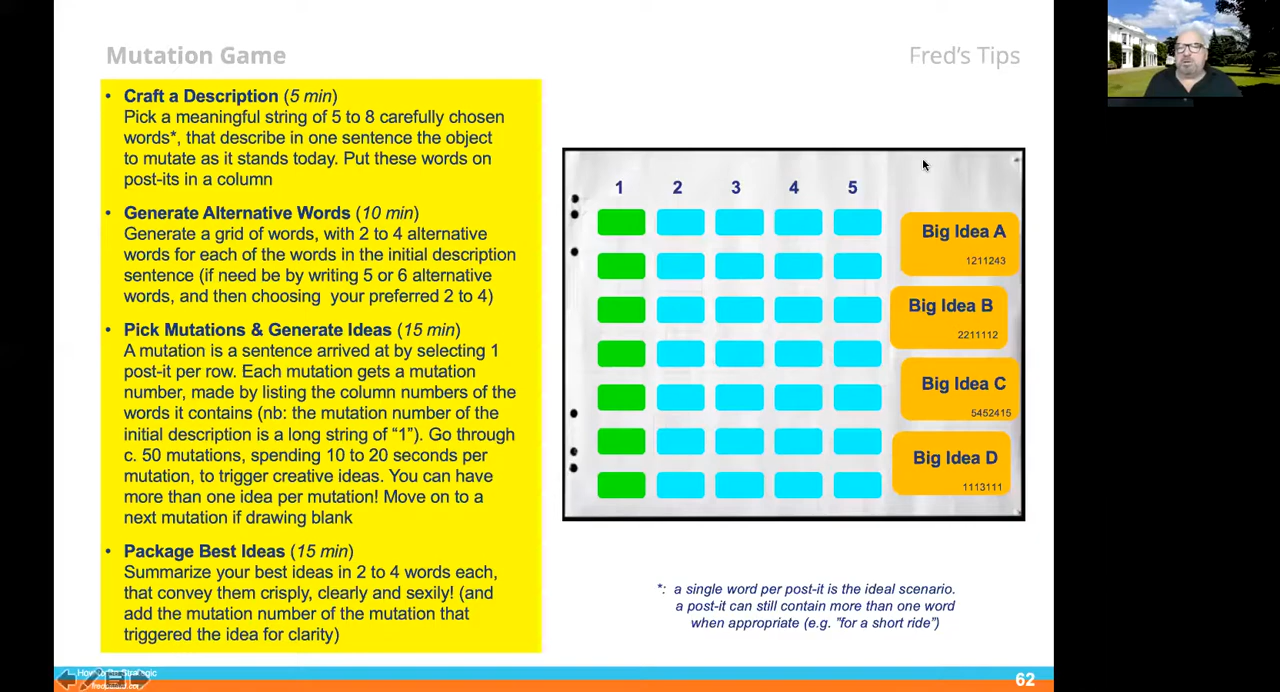 Mutation Game
Fred's Tips
• Craft a Description (5 min)
Pick a meaningful string of 5 to 8 carefully chosen
words*, that describe in one sentence the object
to mutate as it stands today. Put these words on
post-its in a column
• Generate Alternative Words (10 min)
Generate a grid of words, with 2 to 4 alternative
words for each of the words in the initial description
sentence (if need be by writing 5 or 6 alternative
words, and then choosing your preferred 2 to 4)
• Pick Mutations & Generate Ideas (15 min)
A mutation is a sentence arrived at by selecting 1
post-it per row. Each mutation gets a mutation
number, made by listing the column numbers of the
words it contains (nb: the mutation number of the
initial description is a long string of “1”). Go through
c. 50 mutations, spending 10 to 20 seconds per
mutation, to trigger creative ideas. You can have
more than one idea per mutation! Move on to a
next mutation if drawing blank
• Package Best Ideas (15 min)
Summarize your best ideas in 2 to 4 words each,
that convey them crisply, clearly and sexily! (and
add the mutation number of the mutation that
triggered the idea for clarity)
1 2 3 4 5
Big Idea A
1211243
Big Idea B
2211112
Big Idea C
5452415
Big Idea D
1113111
*: a single word per post-it is the ideal scenario.
a post-it can still contain more than one word
when appropriate (e.g. "for a short ride")
How to Be Strategic
62